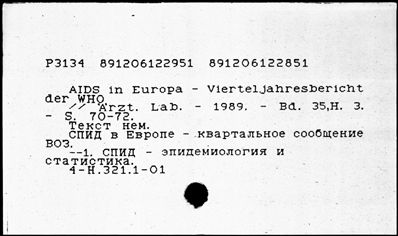 P3134 891206122951 891206122851
AIDS in Europa - Vierteljahresbericht
der WHO
// Arzt. Lab. - 1989. - Bd. 35,H. 3.
- S. 70-72.
Текст нем.
СПИД в Европе - квартальное сообщение
ВОЗ.
--1. СПИД - эпидемиология и
статистика.
4-H.321.1-01